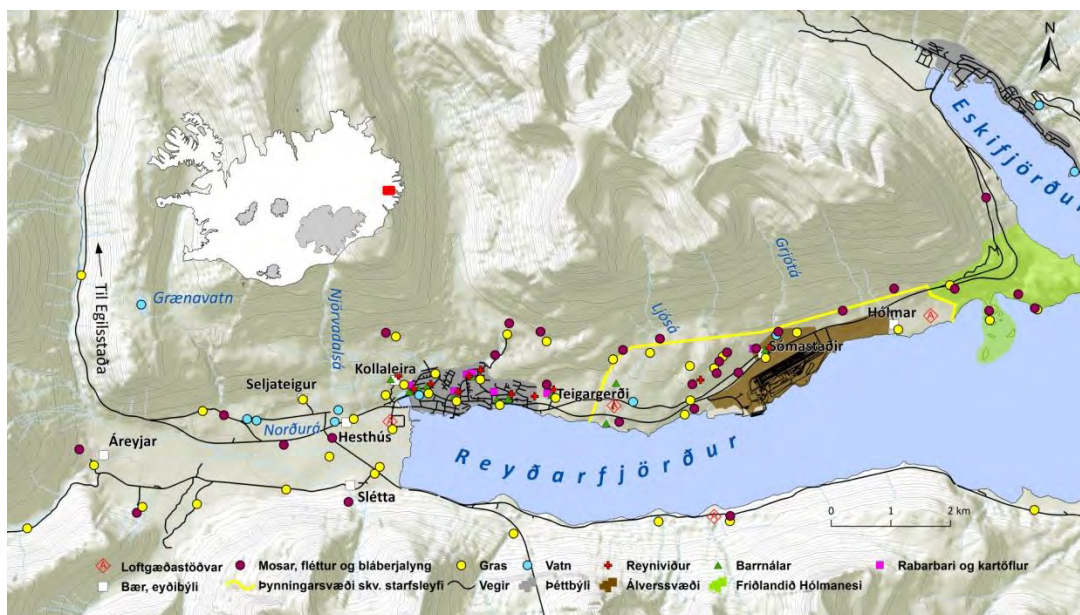 N
Eskifjörður
Til Egilsstaða
Grænavatn
Njörvadalsá
Ljósá
Grjótá
Hólmar
Sómastaðir
Kollaleira
Seljateigur
Teigargerði
Norðurá
Hesthús
Áreyjar
Reyðarfjörður
Slétta
0 1 2 km
Loftgæðastöðvar Mosar, fléttur og bláberjalyng Gras Vatn Reyniviður Barrnálar Rabarbari og kartöflur
Bær, eyðibýli Þynningarsvæði skv. starfsleyfi Vegir Þéttbýli Álverssvæði Friðlandið Hólmanesi